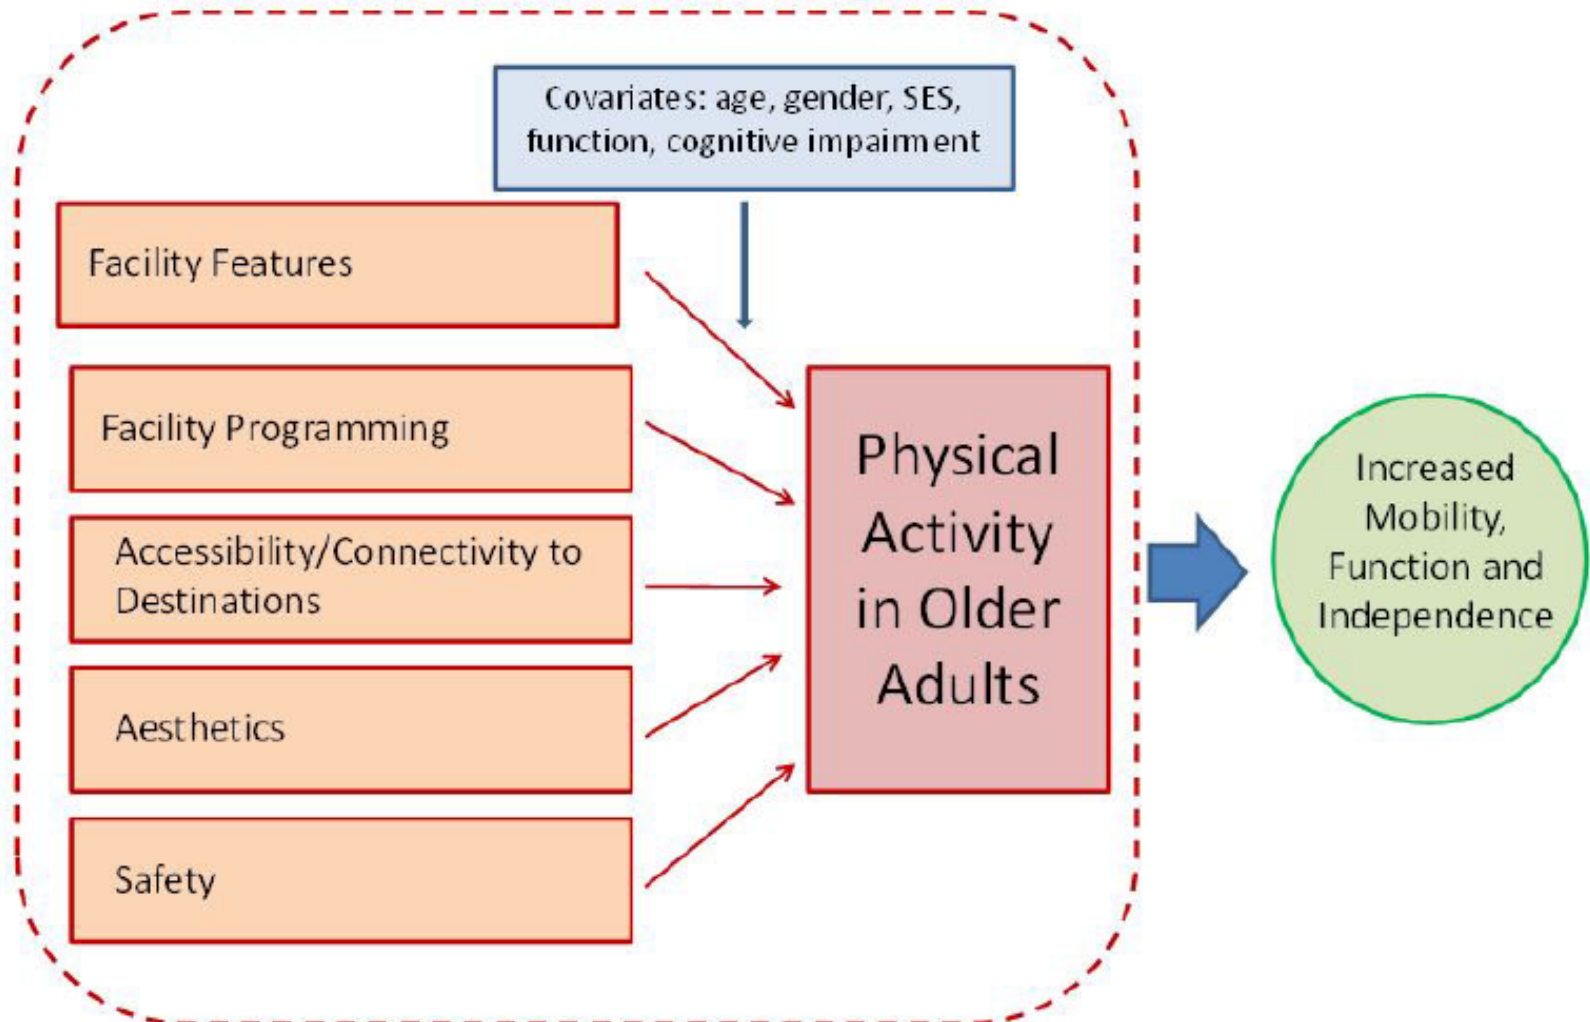 Covariates: age, gender, SES,
function, cognitive impairment
Facility Features
Facility Programming
Accessibility/Connectivity to
Destinations
Aesthetics
Safety
Physical
Activity
in Older
Adults
Increased
Mobility,
Function and
Independence